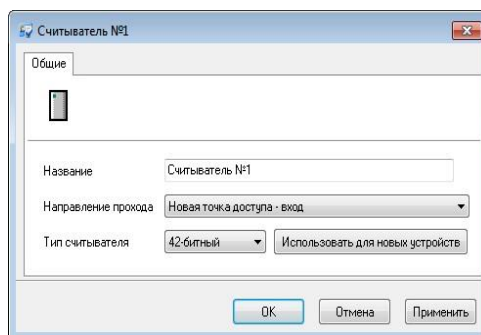 Считыватель №1
Общие
Название
Считыватель №1
Направление прохода
Новая точка доступа - вход
Тип считывателя
42-битный
Использовать для новых устройств
OK
Отмена
Применить